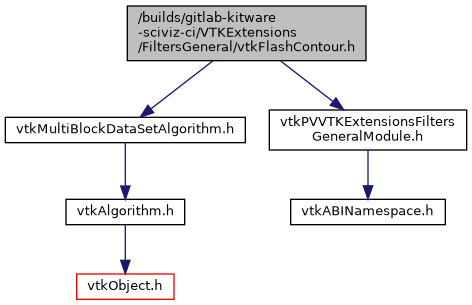 /builds/gitlab-kitware
-sciviz-ci/VTKExtensions
/FiltersGeneral/vtkFlashContour.h
vtkMultiBlockDataSetAlgorithm.h
vtkPVVTKExtensionsFilters
GeneralModule.h
vtkAlgorithm.h
vtkABINamespace.h
vtkObject.h